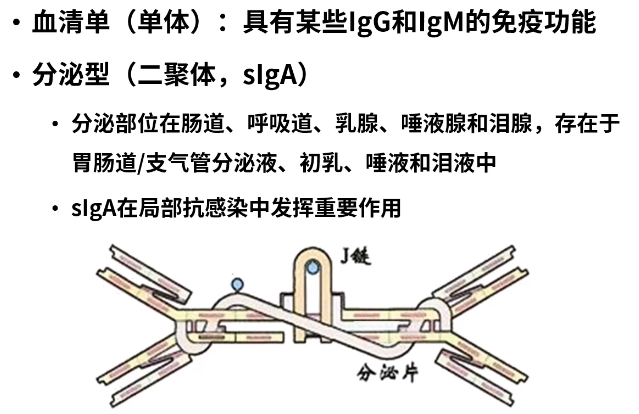 • 血清单（单体）：具有某些IgG和IgM的免疫功能
• 分泌型（二聚体，sIgA）
• 分泌部位在肠道、呼吸道、乳腺、唾液腺和泪腺，存在于
胃肠道/支气管分泌液、初乳、唾液和泪液中
• sIgA在局部抗感染中发挥重要作用
J链
分泌片